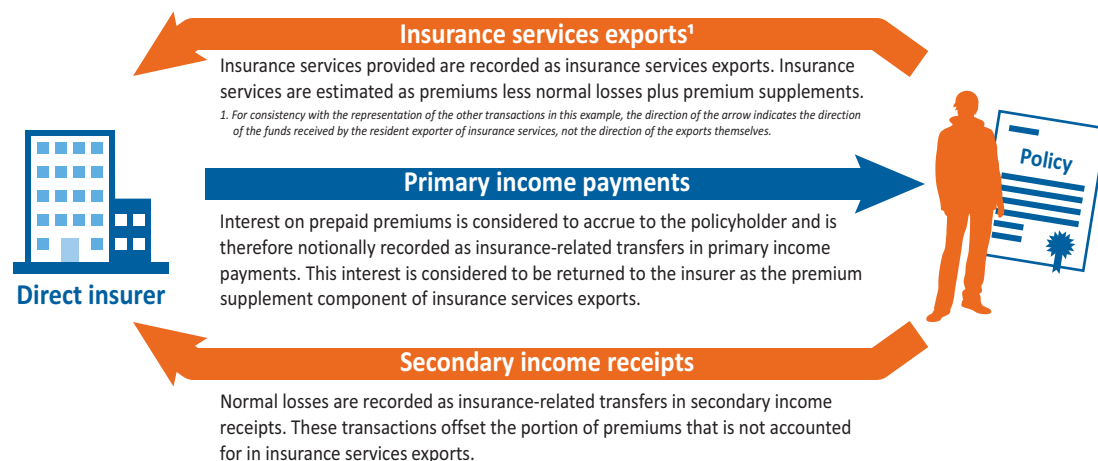 Insurance services exports¹
Insurance services provided are recorded as insurance services exports. Insurance
services are estimated as premiums less normal losses plus premium supplements.
1. For consistency with the representation of the other transactions in this example, the direction of the arrow indicates the direction
of the funds received by the resident exporter of insurance services, not the direction of the exports themselves.
Policy
Primary income payments
Interest on prepaid premiums is considered to accrue to the policyholder and is
therefore notionally recorded as insurance-related transfers in primary income
payments. This interest is considered to be returned to the insurer as the premium
supplement component of insurance services exports.
Direct insurer
Secondary income receipts
Normal losses are recorded as insurance-related transfers in secondary income
receipts. These transactions offset the portion of premiums that is not accounted
for in insurance services exports.